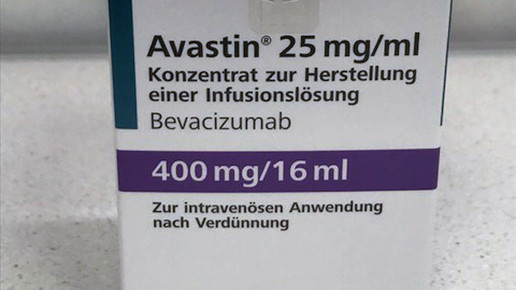 Avastin® 25 mg/ml
Konzentrat zur Herstellung
einer Infusionslösung
Bevacizumab
400 mg/16 ml
Zur intravenösen Anwendung
nach Verdünnung